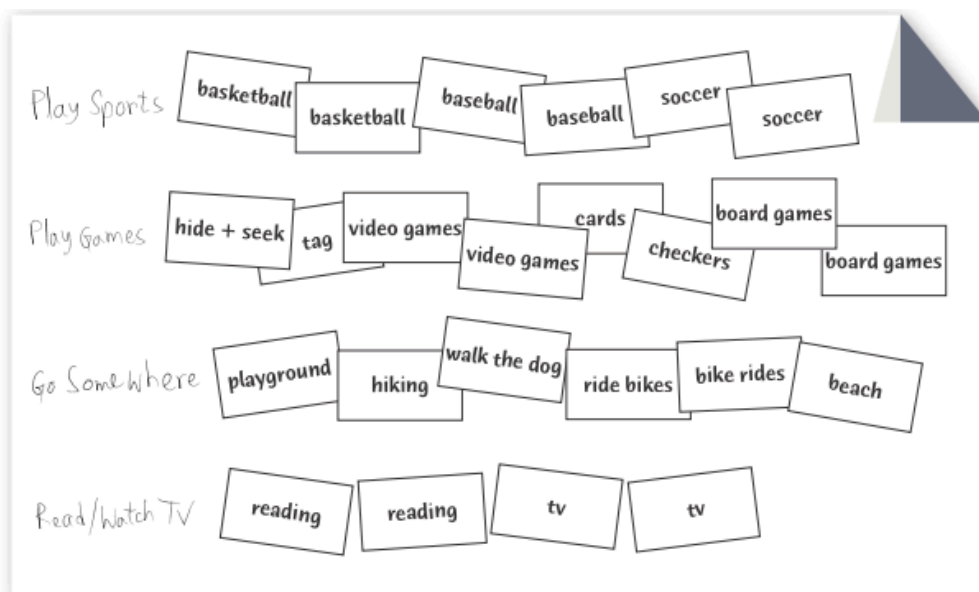 Play Sports basketball basketball baseball baseball soccer soccer
Play Games hide + seek tag video games video games cards checkers board games board games
Go Somewhere playground hiking walk the dog ride bikes bike rides beach
Read/Watch TV reading reading tv tv